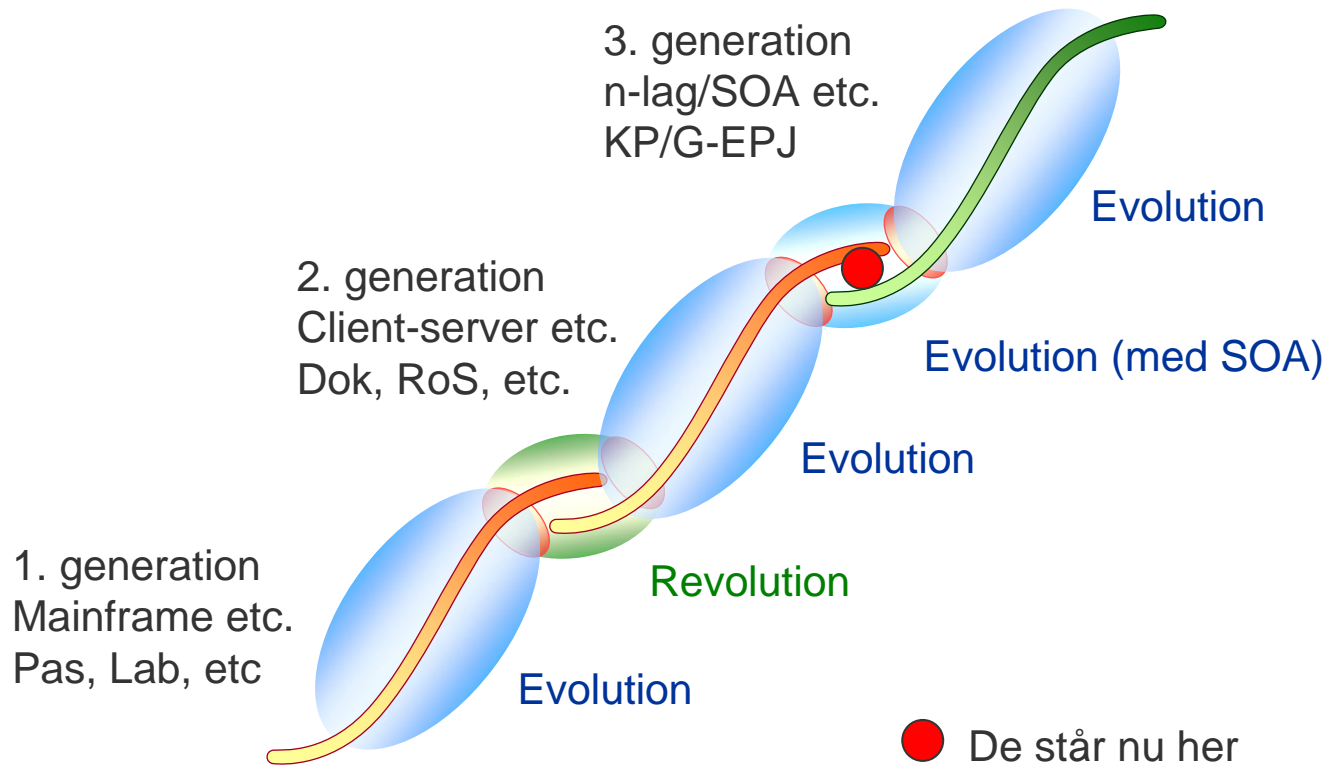 3. generation
n-lag/SOA etc.
KP/G-EPJ
Evolution
2. generation
Client-server etc.
Dok, RoS, etc.
Evolution (med SOA)
Evolution
1. generation
Mainframe etc.
Pas, Lab, etc
Revolution
Evolution
De står nu her